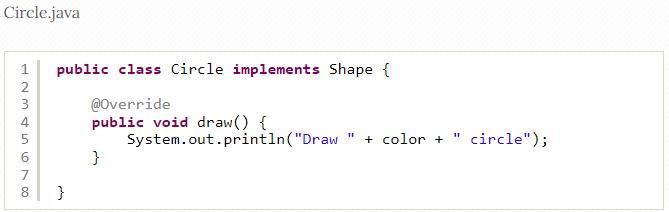 Circle.java
1 public class Circle implements Shape {
2
3 @Override
4 public void draw() {
5 System.out.println("Draw " + color + " circle");
6 }
7
8 }